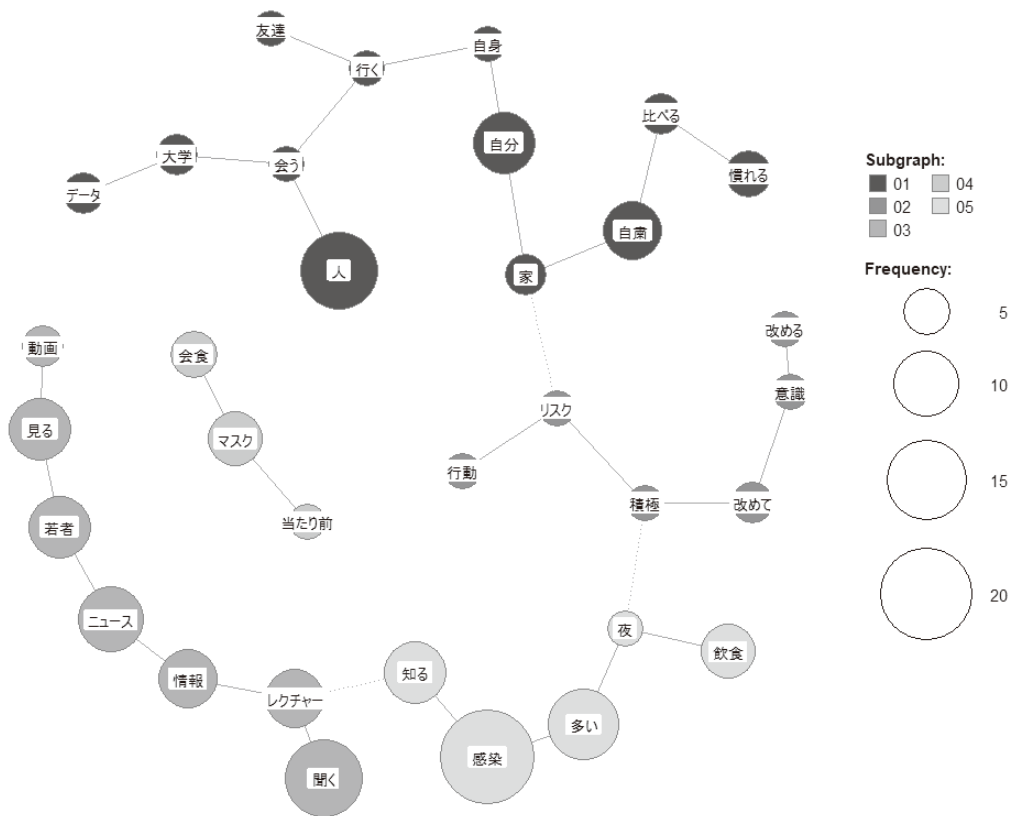 友達
自身
行く
自分
比べる
大学
会う
慣れる
データ
自粛
人
家
動画
会食
改める
リスク
意識
見る
マスク
行動
積極
改めて
若者
当たり前
ニュース
夜
飲食
情報
知る
レクチャー
多い
感染
聞く
Subgraph:
01 04
02 05
03
Frequency:
5
10
15
20